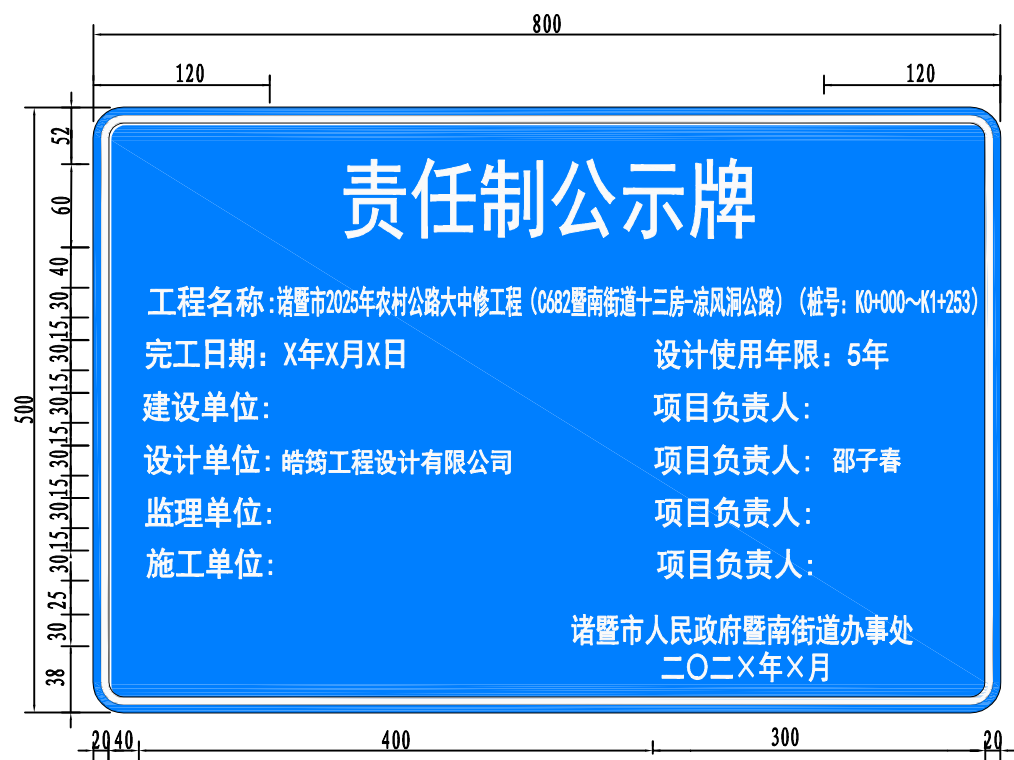 800
120 120
责任制公示牌
工程名称:诸暨市2025年农村公路大中修工程（C682暨南街道十三房-凉风洞公路）（桩号：K0+000～K1+253）
完工日期：X年X月X日 设计使用年限：5年
建设单位: 项目负责人:
设计单位: 皓筠工程设计有限公司 项目负责人: 邵子春
监理单位: 项目负责人:
施工单位: 项目负责人:
诸暨市人民政府暨南街道办事处
二〇二×年×月
500
52
60
40
30
15
30
15
30
15
30
15
30
15
30
25
30
38
20 40 400 300 20